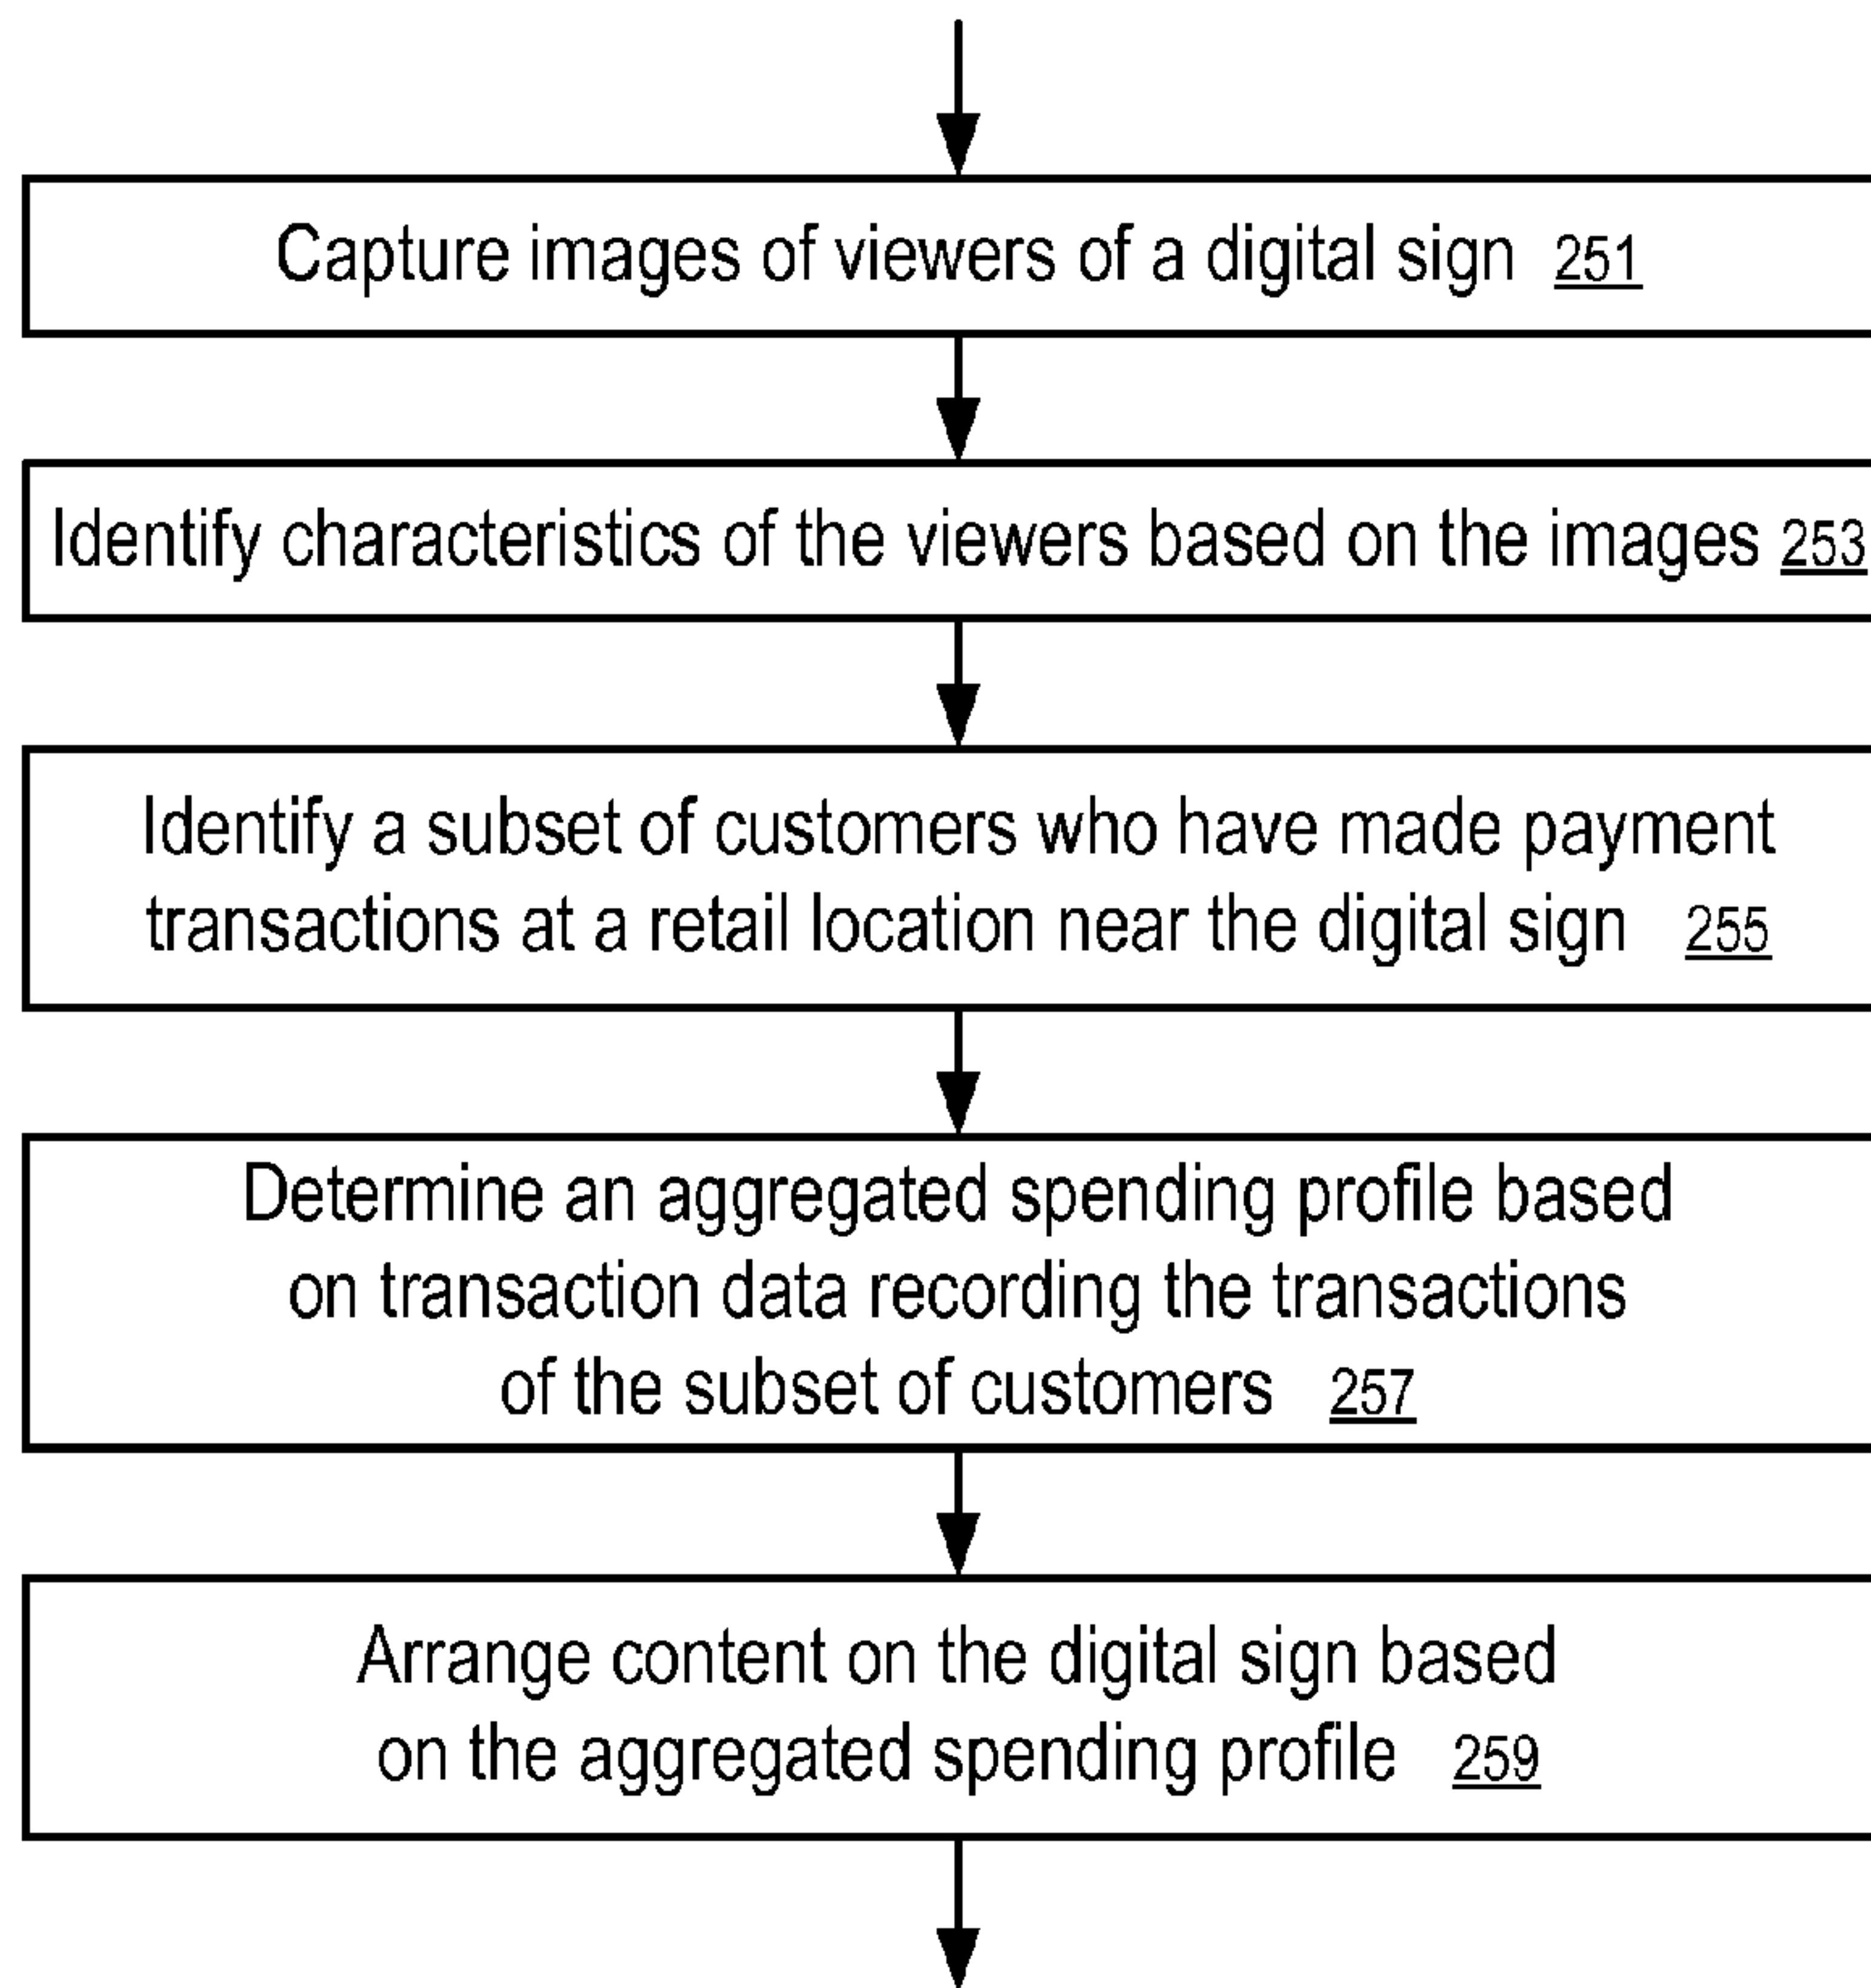 Capture images of viewers of a digital sign 251
Identify characteristics of the viewers based on the images 253
Identify a subset of customers who have made payment
transactions at a retail location near the digital sign 255
Determine an aggregated spending profile based
on transaction data recording the transactions
of the subset of customers 257
Arrange content on the digital sign based
on the aggregated spending profile 259